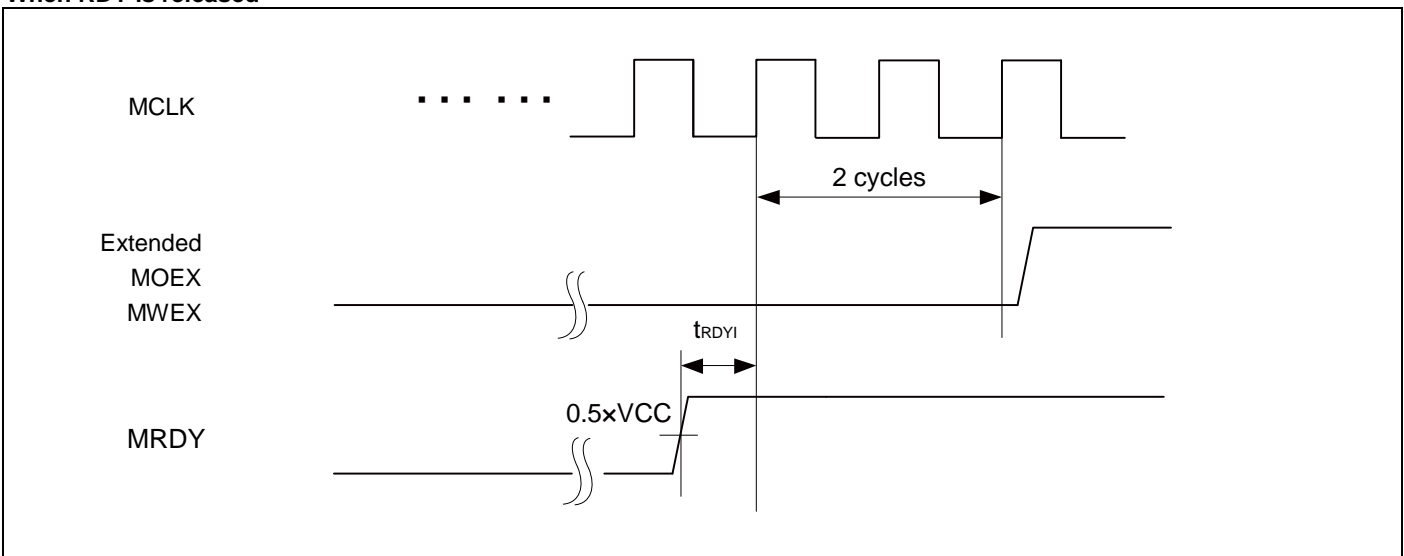 When RDY is released
MCLK
2 cycles
Extended
MOEX
MWEX
tRDYI
0.5×VCC
MRDY